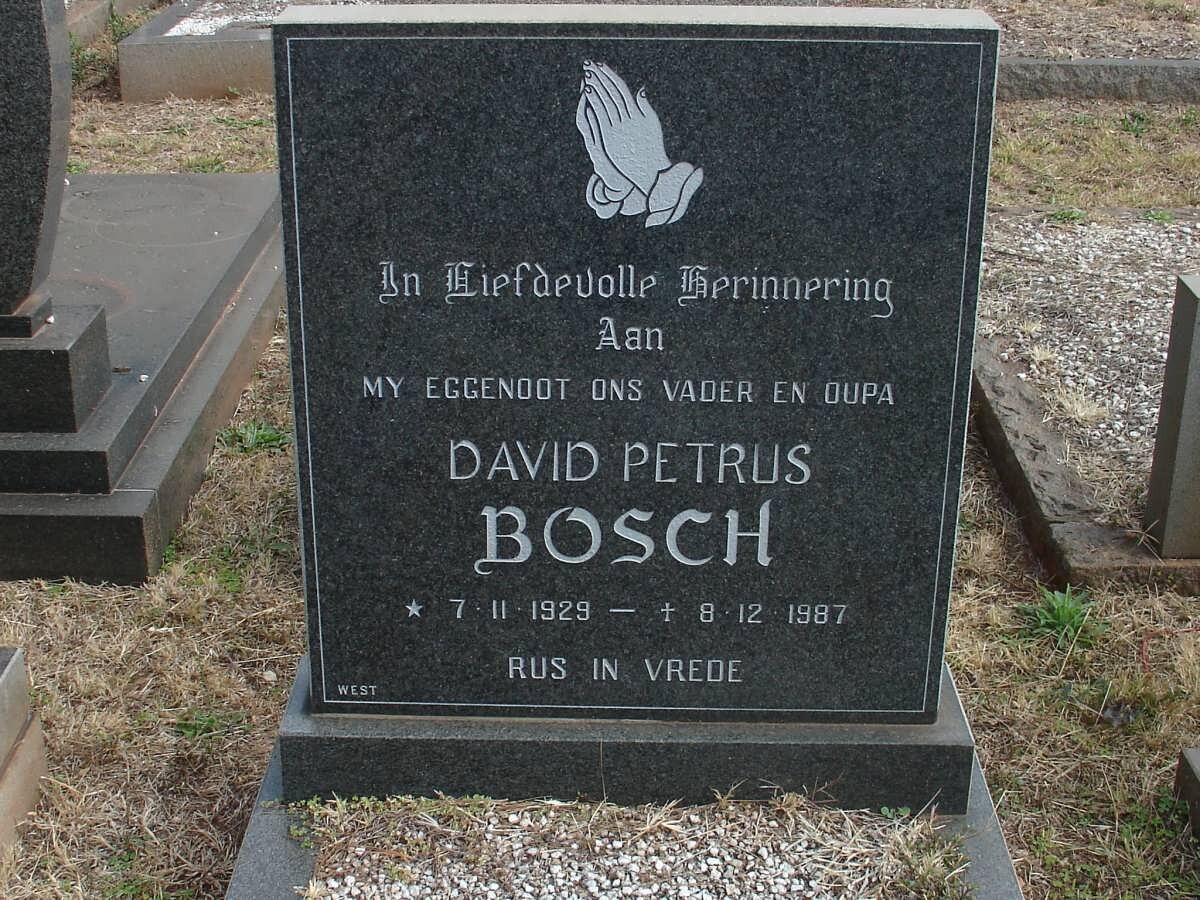 In Liefdevolle Herinnering
Aan
MY EGGENOOT ONS VADER EN OUPA
DAVID PETRUS
BOSCH
★ 7·11·1929 — ✝ 8·12·1987
RUS IN VREDE
WEST